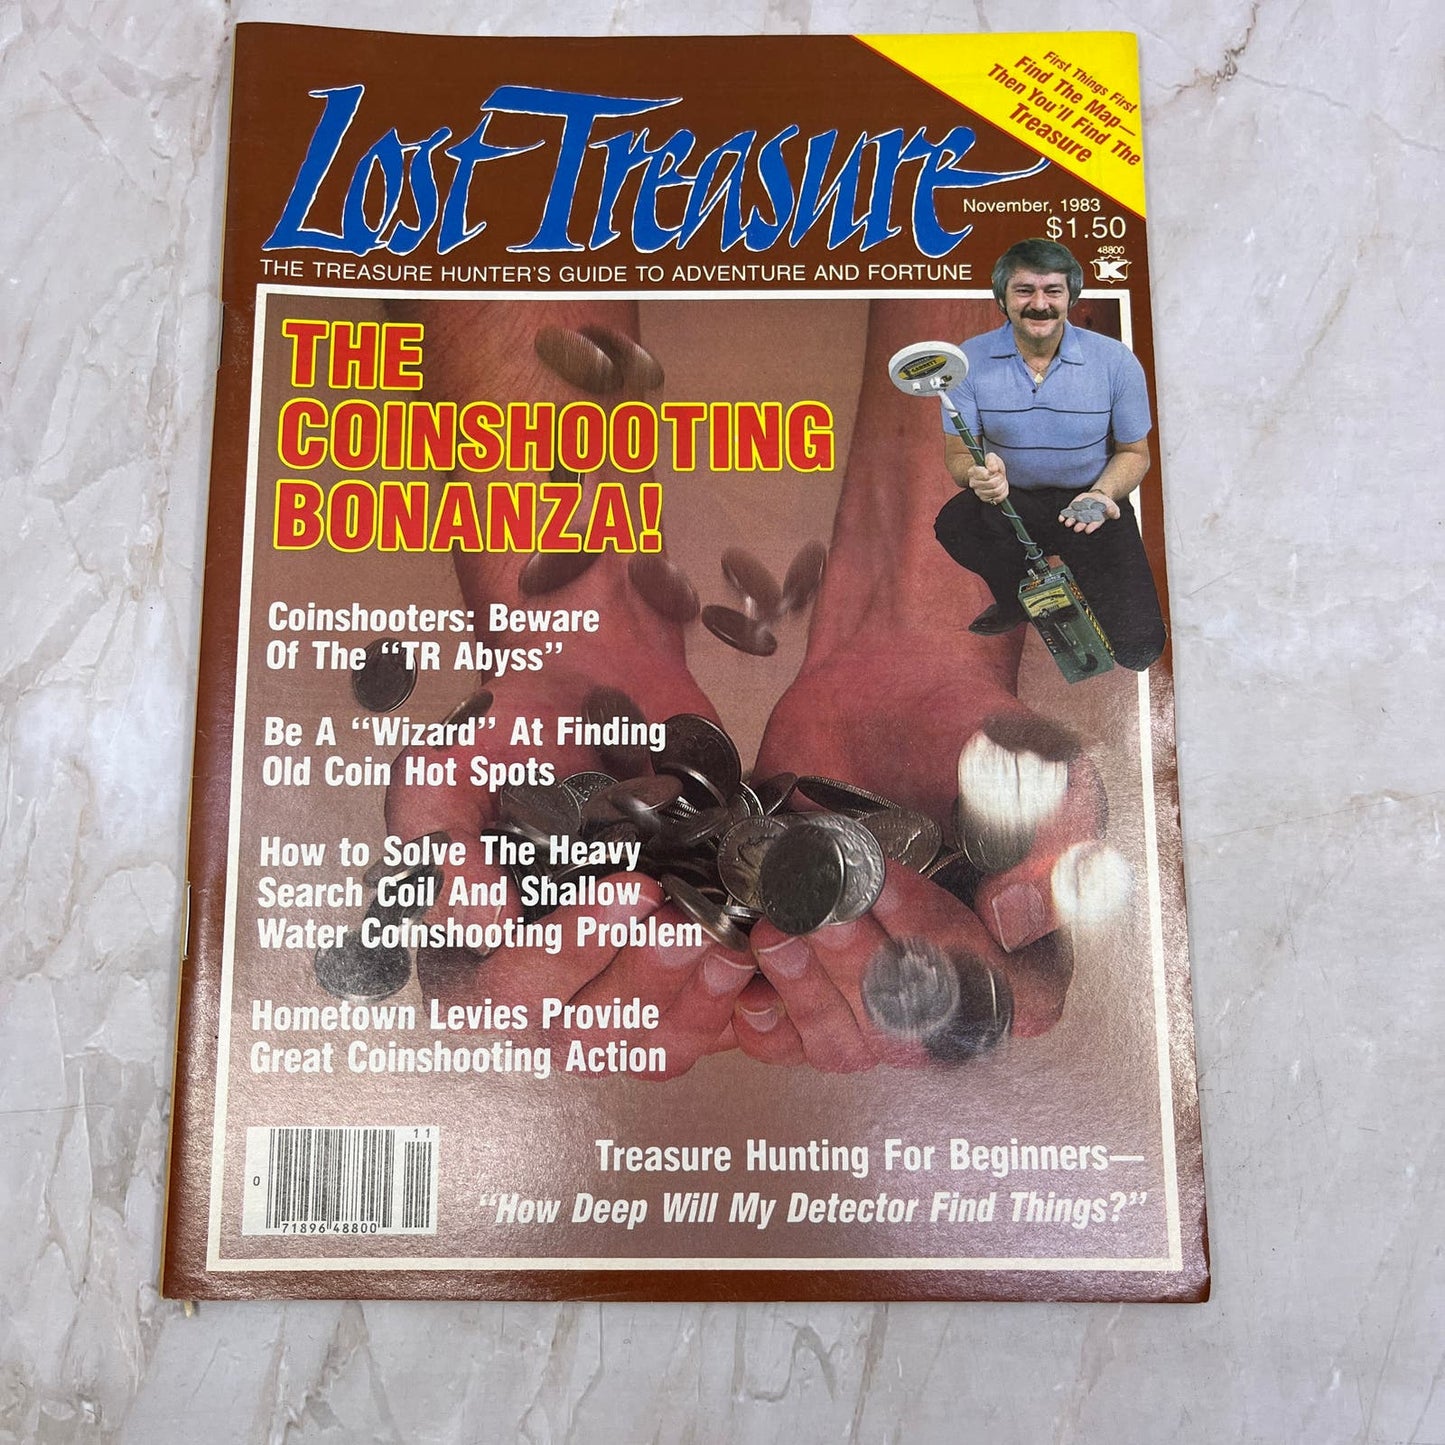 First Things First
Find The Map—
Then You'll Find The
Treasure
Lost Treasure
November, 1983
$1.50
48800
K
THE TREASURE HUNTER'S GUIDE TO ADVENTURE AND FORTUNE
THE
COINSHOOTING
BONANZA!
GARRETT
Coinshooters: Beware
Of The "TR Abyss"
Be A "Wizard" At Finding
Old Coin Hot Spots
How to Solve The Heavy
Search Coil And Shallow
Water Coinshooting Problem
Hometown Levies Provide
Great Coinshooting Action
Treasure Hunting For Beginners—
"How Deep Will My Detector Find Things?"
11
0
71896 48800